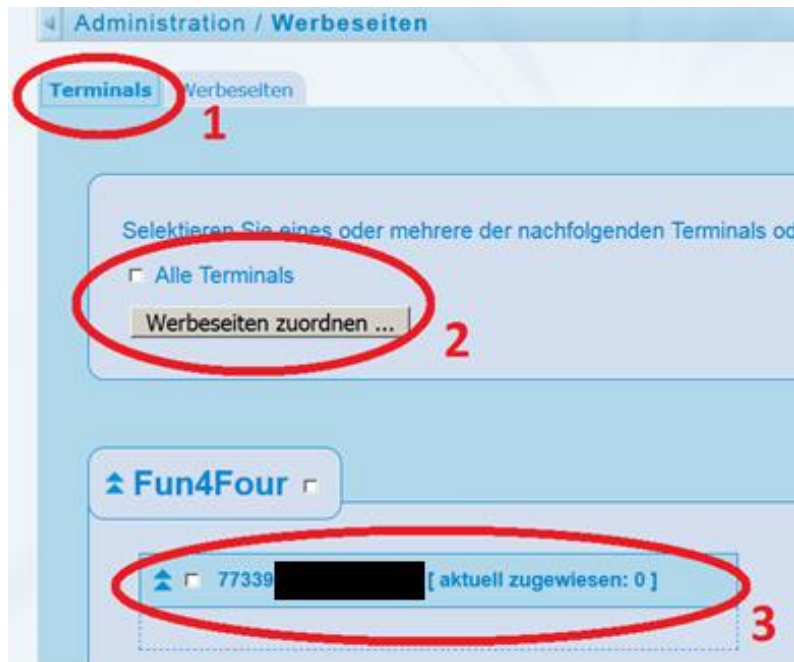 Administration / Werbeseiten
Terminals Werbeseiten
1
Selektieren Sie eines oder mehrere der nachfolgenden Terminals od
Alle Terminals
Werbeseiten zuordnen ...
2
Fun4Four
77339 [ aktuell zugewiesen: 0 ]
3